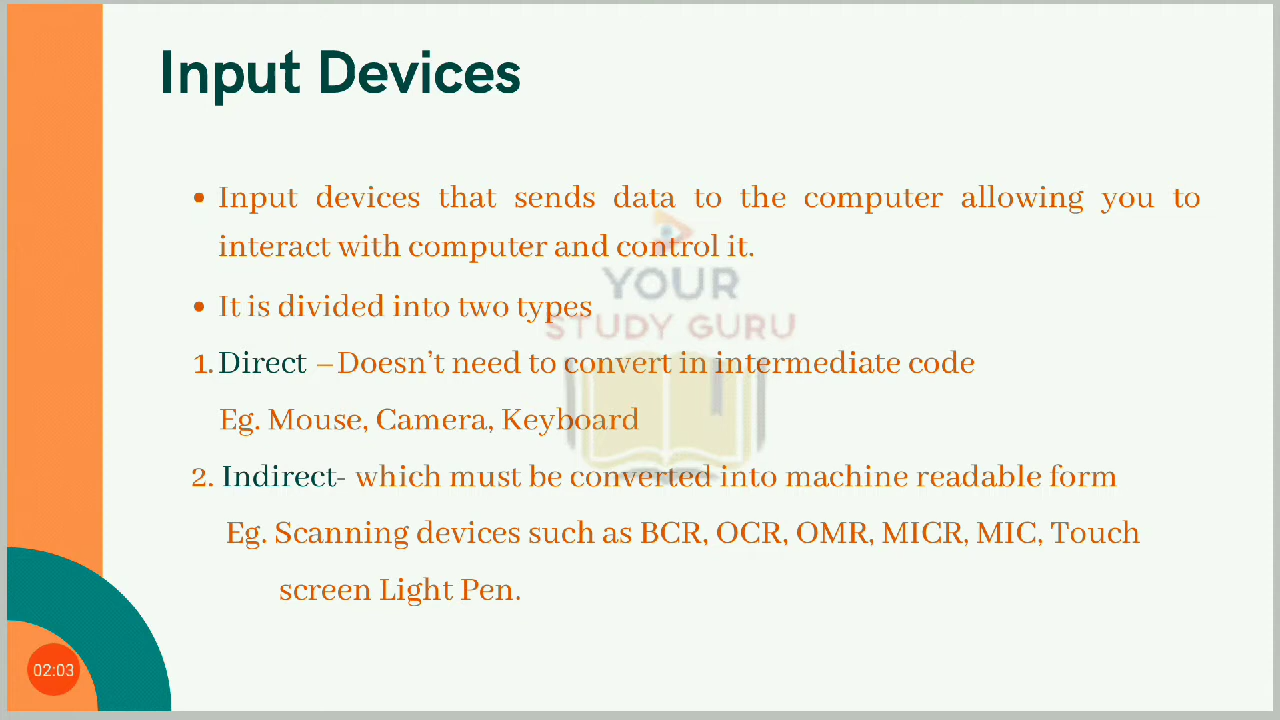 Input Devices
• Input devices that sends data to the computer allowing you to
interact with computer and control it.
• It is divided into two types
YOUR
STUDY GURU
1. Direct – Doesn't need to convert in intermediate code
Eg. Mouse, Camera, Keyboard
2. Indirect- which must be converted into machine readable form
Eg. Scanning devices such as BCR, OCR, OMR, MICR, MIC, Touch
screen Light Pen.
02:03